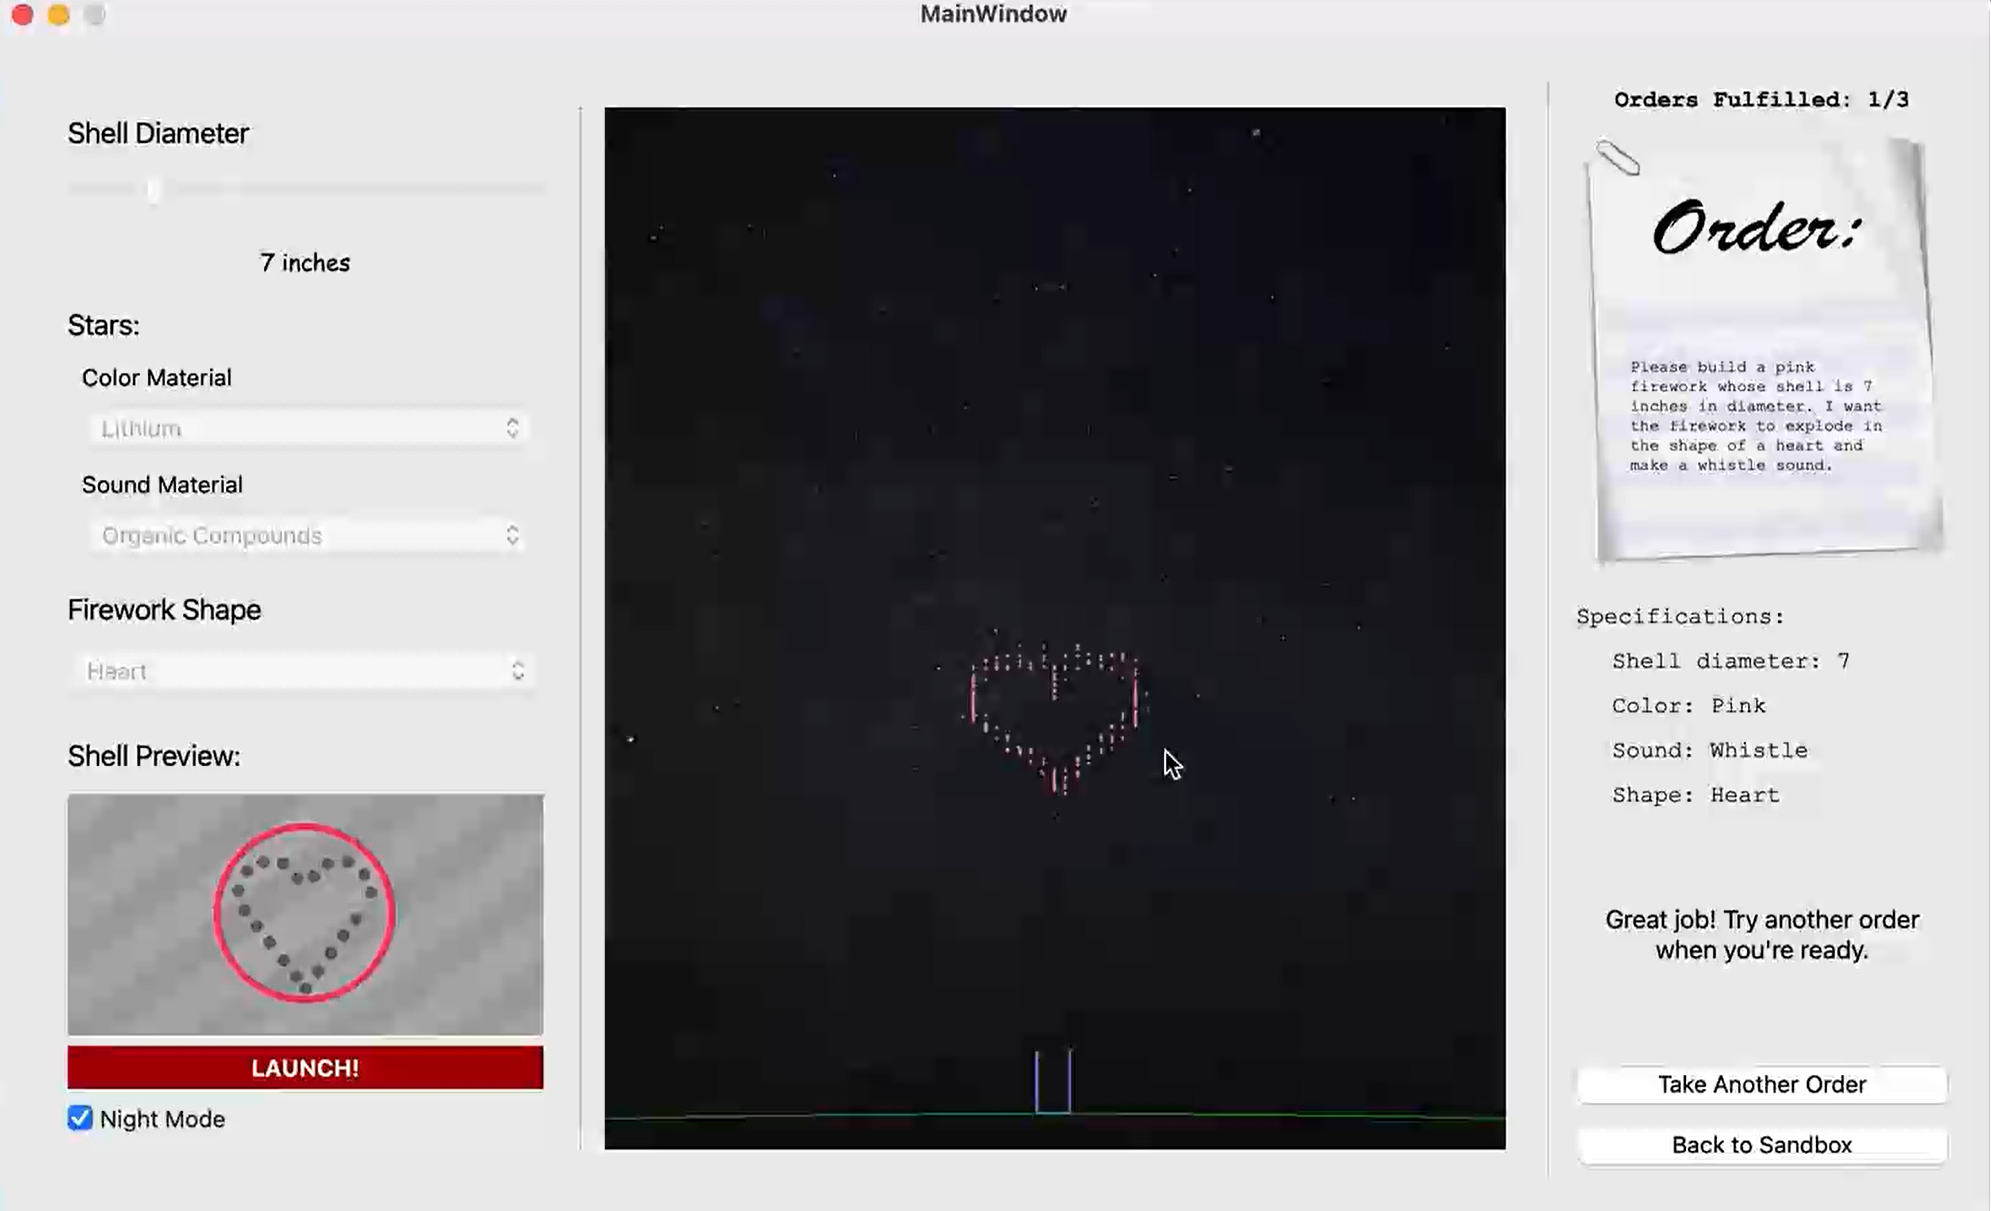 MainWindow
Shell Diameter
7 inches
Stars:
Color Material
Lithium
Sound Material
Organic Compounds
Firework Shape
Heart
Shell Preview:
LAUNCH!
Night Mode
Orders Fulfilled: 1/3
Order:
Please build a pink
firework whose shell is 7
inches in diameter. I want
the firework to explode in
the shape of a heart and
make a whistle sound.
Specifications:
Shell diameter: 7
Color: Pink
Sound: Whistle
Shape: Heart
Great job! Try another order
when you're ready.
Take Another Order
Back to Sandbox